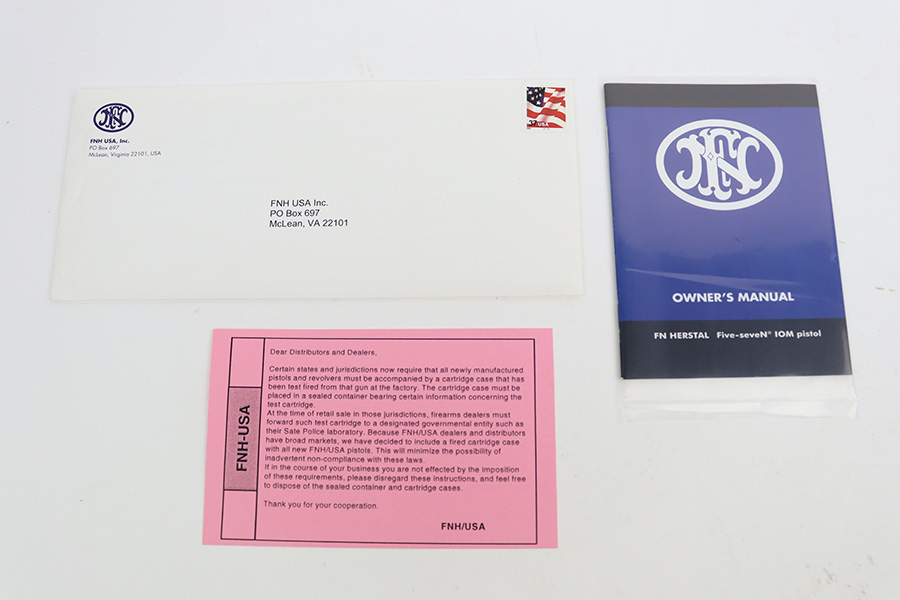 FN
FNH USA, Inc.
PO Box 697
McLean, Virginia 22101, USA
37 USA
FNH USA Inc.
PO Box 697
McLean, VA 22101
FN
OWNER'S MANUAL
FN HERSTAL Five-seveN® IOM pistol
FNH-USA
Dear Distributors and Dealers,
Certain states and jurisdictions now require that all newly manufactured
pistols and revolvers must be accompanied by a cartridge case that has
been test fired from that gun at the factory. The cartridge case must be
placed in a sealed container bearing certain information concerning the
test cartridge.
At the time of retail sale in those jurisdictions, firearms dealers must
forward such test cartridge to a designated governmental entity such as
their Sate Police laboratory. Because FNH/USA dealers and distributors
have broad markets, we have decided to include a fired cartridge case
with all new FNH/USA pistols. This will minimize the possibility of
inadvertent non-compliance with these laws.
If in the course of your business you are not effected by the imposition
of these requirements, please disregard these instructions, and feel free
to dispose of the sealed container and cartridge cases.
Thank you for your cooperation.
FNH/USA